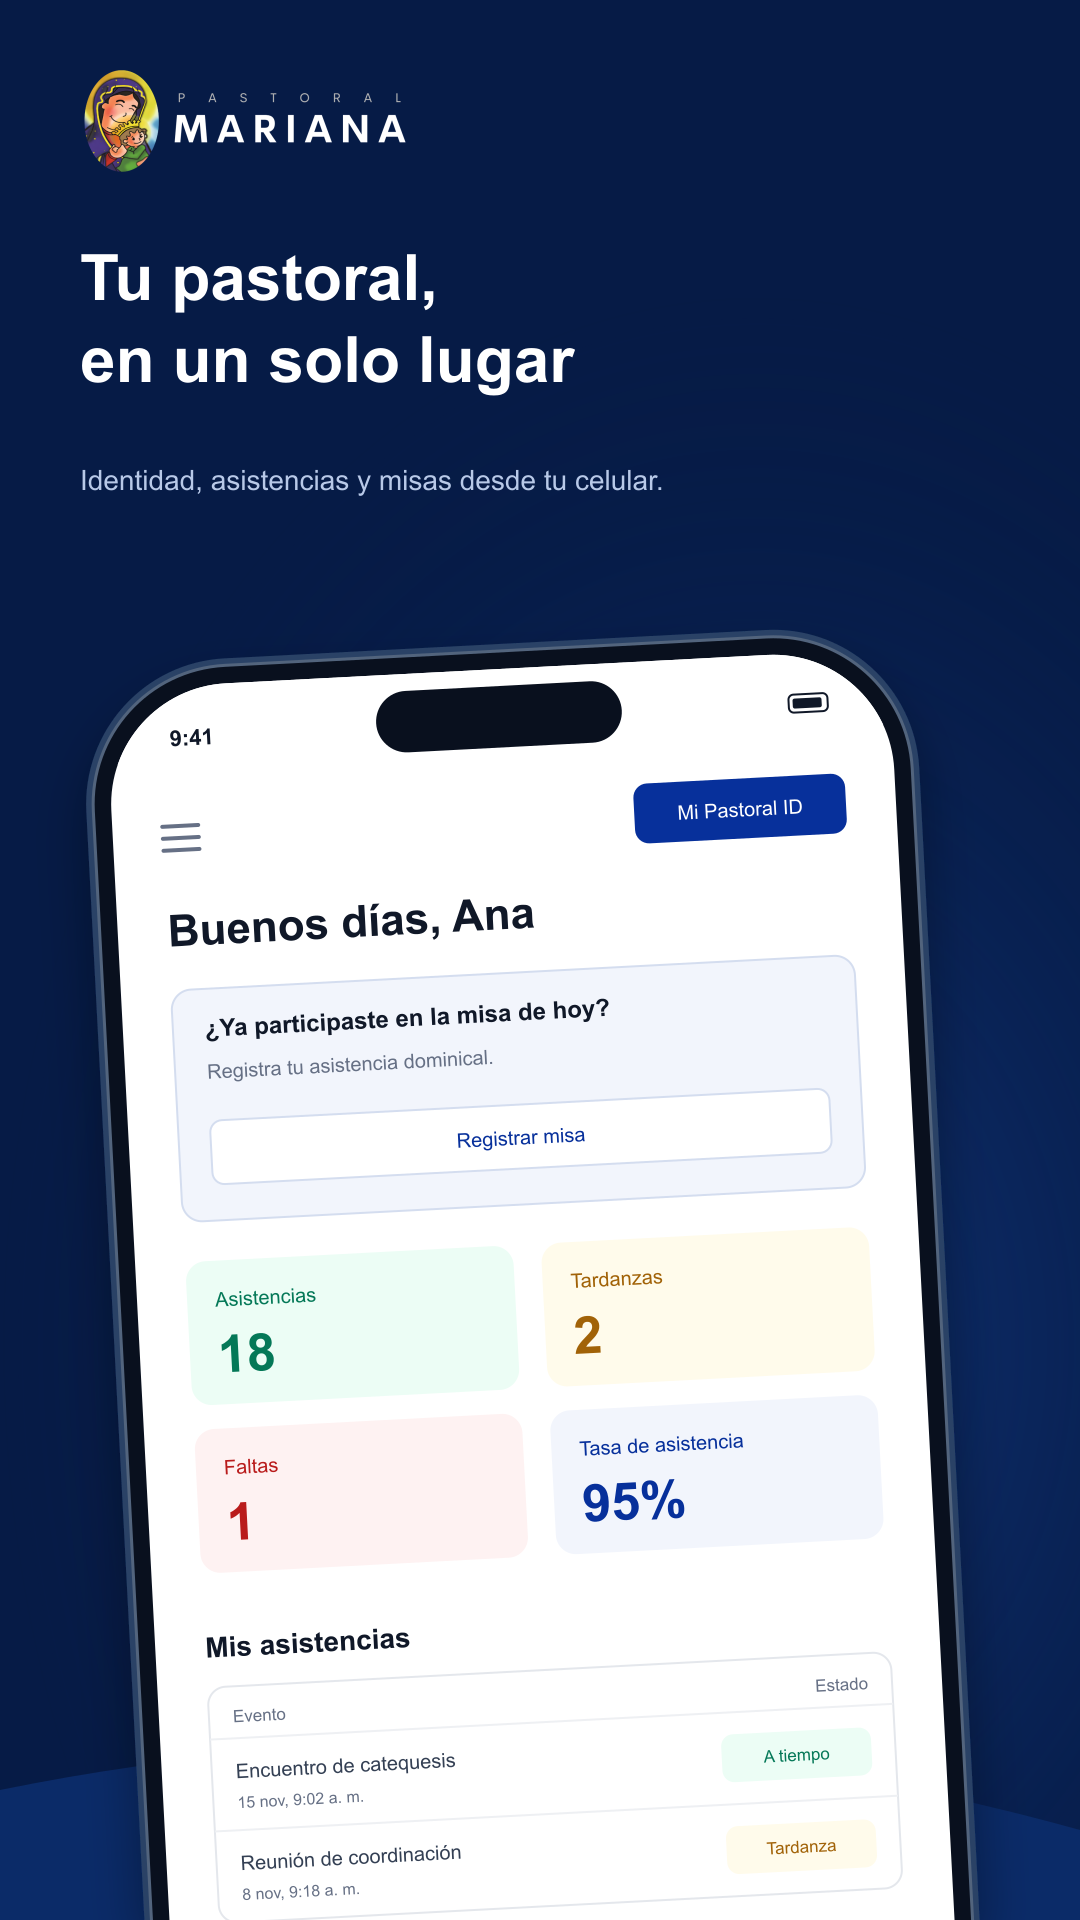 PASTORAL
MARIANA
Tu pastoral,
en un solo lugar
Identidad, asistencias y misas desde tu celular.
9:41
Mi Pastoral ID
Buenos días, Ana
¿Ya participaste en la misa de hoy?
Registra tu asistencia dominical.
Registrar misa
Asistencias
18
Tardanzas
2
Faltas
1
Tasa de asistencia
95%
Mis asistencias
Evento
Estado
Encuentro de catequesis
15 nov, 9:02 a. m.
A tiempo
Reunión de coordinación
8 nov, 9:18 a. m.
Tardanza